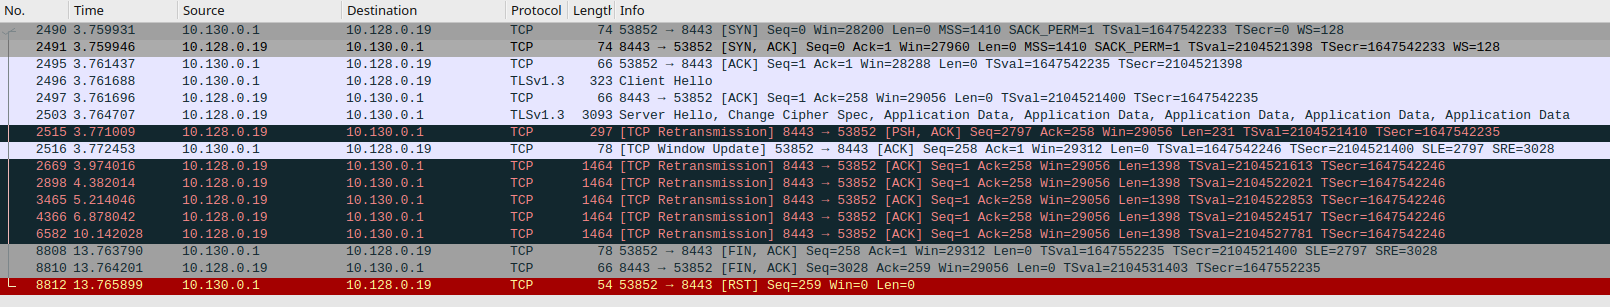 No. Time Source Destination Protocol Length Info
2490 3.759931 10.130.0.1 10.128.0.19 TCP 74 53852 → 8443 [SYN] Seq=0 Win=28200 Len=0 MSS=1410 SACK_PERM=1 TSval=1647542233 TSecr=0 WS=128
2491 3.759946 10.128.0.19 10.130.0.1 TCP 74 8443 → 53852 [SYN, ACK] Seq=0 Ack=1 Win=27960 Len=0 MSS=1410 SACK_PERM=1 TSval=2104521398 TSecr=1647542233 WS=128
2495 3.761437 10.130.0.1 10.128.0.19 TCP 66 53852 → 8443 [ACK] Seq=1 Ack=1 Win=28288 Len=0 TSval=1647542235 TSecr=2104521398
2496 3.761688 10.130.0.1 10.128.0.19 TLSv1.3 323 Client Hello
2497 3.761696 10.128.0.19 10.130.0.1 TCP 66 8443 → 53852 [ACK] Seq=1 Ack=258 Win=29056 Len=0 TSval=2104521400 TSecr=1647542235
2503 3.764707 10.128.0.19 10.130.0.1 TLSv1.3 3093 Server Hello, Change Cipher Spec, Application Data, Application Data, Application Data, Application Data
2515 3.771009 10.128.0.19 10.130.0.1 TCP 297 [TCP Retransmission] 8443 → 53852 [PSH, ACK] Seq=2797 Ack=258 Win=29056 Len=231 TSval=2104521410 TSecr=1647542235
2516 3.772453 10.130.0.1 10.128.0.19 TCP 78 [TCP Window Update] 53852 → 8443 [ACK] Seq=258 Ack=1 Win=29312 Len=0 TSval=1647542246 TSecr=2104521400 SLE=2797 SRE=3028
2669 3.974016 10.128.0.19 10.130.0.1 TCP 1464 [TCP Retransmission] 8443 → 53852 [ACK] Seq=1 Ack=258 Win=29056 Len=1398 TSval=2104521613 TSecr=1647542246
2898 4.382014 10.128.0.19 10.130.0.1 TCP 1464 [TCP Retransmission] 8443 → 53852 [ACK] Seq=1 Ack=258 Win=29056 Len=1398 TSval=2104522021 TSecr=1647542246
3465 5.214046 10.128.0.19 10.130.0.1 TCP 1464 [TCP Retransmission] 8443 → 53852 [ACK] Seq=1 Ack=258 Win=29056 Len=1398 TSval=2104522853 TSecr=1647542246
4366 6.878042 10.128.0.19 10.130.0.1 TCP 1464 [TCP Retransmission] 8443 → 53852 [ACK] Seq=1 Ack=258 Win=29056 Len=1398 TSval=2104524517 TSecr=1647542246
6582 10.142028 10.128.0.19 10.130.0.1 TCP 1464 [TCP Retransmission] 8443 → 53852 [ACK] Seq=1 Ack=258 Win=29056 Len=1398 TSval=2104527781 TSecr=1647542246
8808 13.763790 10.130.0.1 10.128.0.19 TCP 78 53852 → 8443 [FIN, ACK] Seq=258 Ack=1 Win=29312 Len=0 TSval=1647552235 TSecr=2104521400 SLE=2797 SRE=3028
8810 13.764201 10.128.0.19 10.130.0.1 TCP 66 8443 → 53852 [FIN, ACK] Seq=3028 Ack=259 Win=29056 Len=0 TSval=2104531403 TSecr=1647552235
8812 13.765899 10.130.0.1 10.128.0.19 TCP 54 53852 → 8443 [RST] Seq=259 Win=0 Len=0